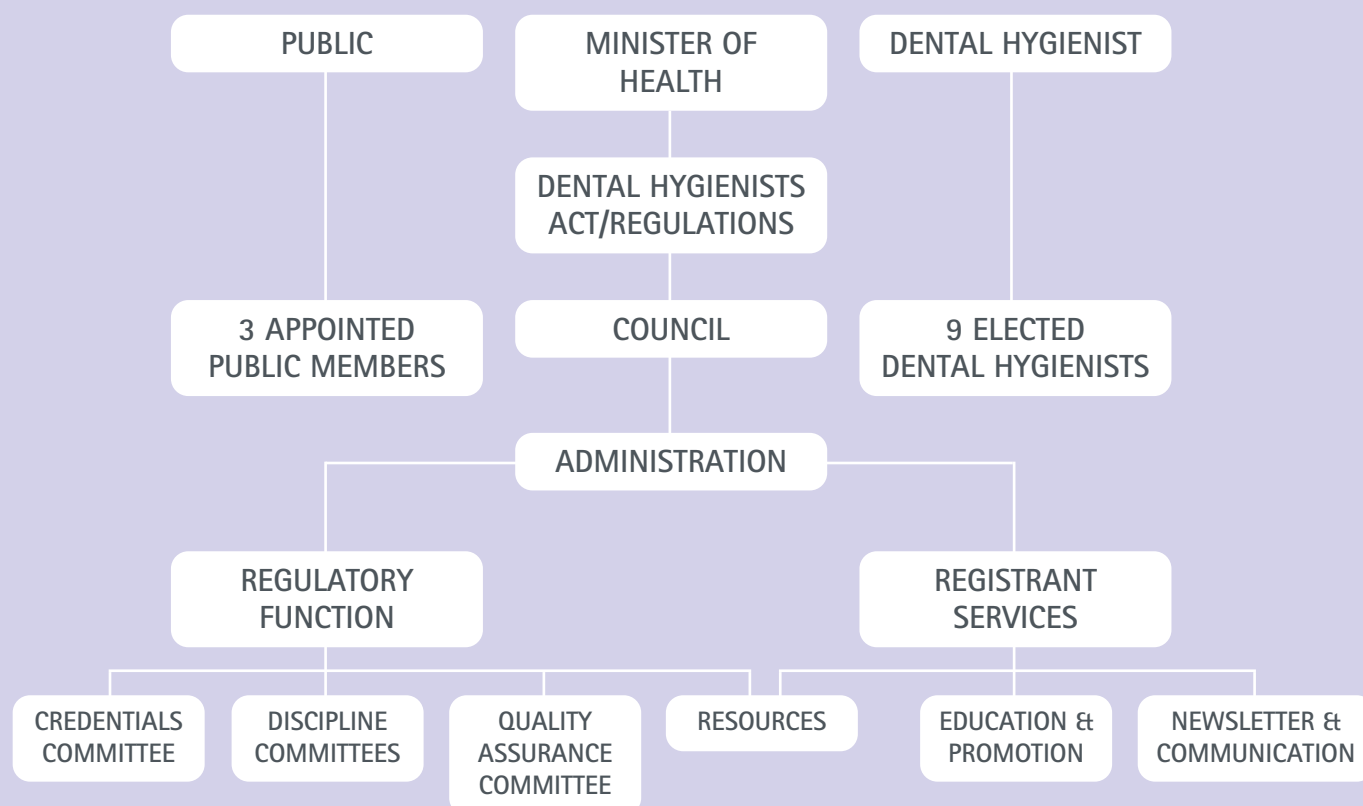 PUBLIC
MINISTER OF
HEALTH
DENTAL HYGIENIST
DENTAL HYGIENISTS
ACT/REGULATIONS
3 APPOINTED
PUBLIC MEMBERS
COUNCIL
9 ELECTED
DENTAL HYGIENISTS
ADMINISTRATION
REGULATORY
FUNCTION
REGISTRANT
SERVICES
CREDENTIALS
COMMITTEE
DISCIPLINE
COMMITTEES
QUALITY
ASSURANCE
COMMITTEE
RESOURCES
EDUCATION &
PROMOTION
NEWSLETTER &
COMMUNICATION